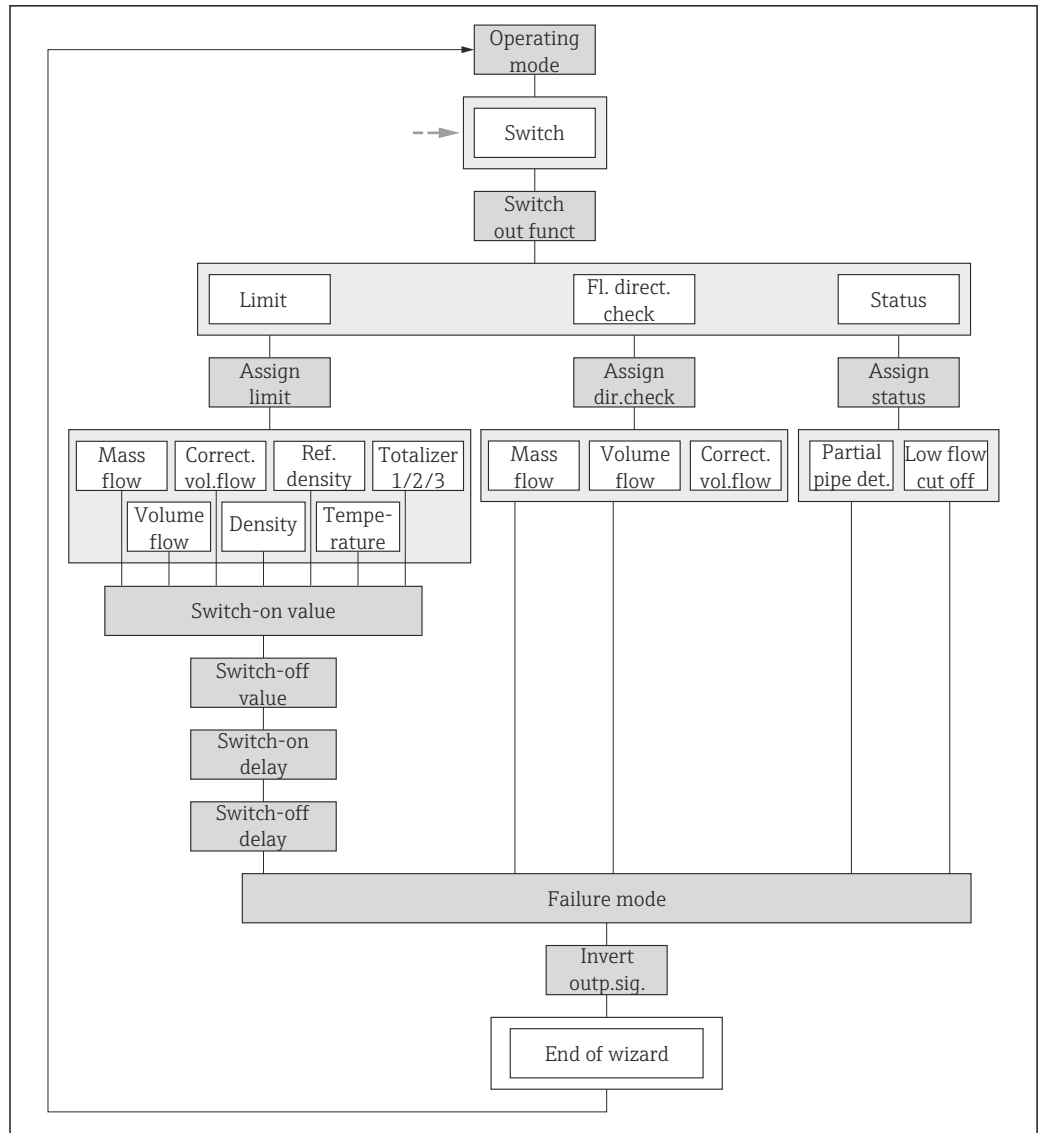 Operating
mode
Switch
Switch
out funct
Limit
Fl. direct.
check
Status
Assign
limit
Assign
dir.check
Assign
status
Mass
flow
Correct.
vol.flow
Ref.
density
Totalizer
1/2/3
Volume
flow
Density
Tempe-
rature
Mass
flow
Volume
flow
Correct.
vol.flow
Partial
pipe det.
Low flow
cut off
Switch-on value
Switch-off
value
Switch-on
delay
Switch-off
delay
Failure mode
Invert
outp.sig.
End of wizard